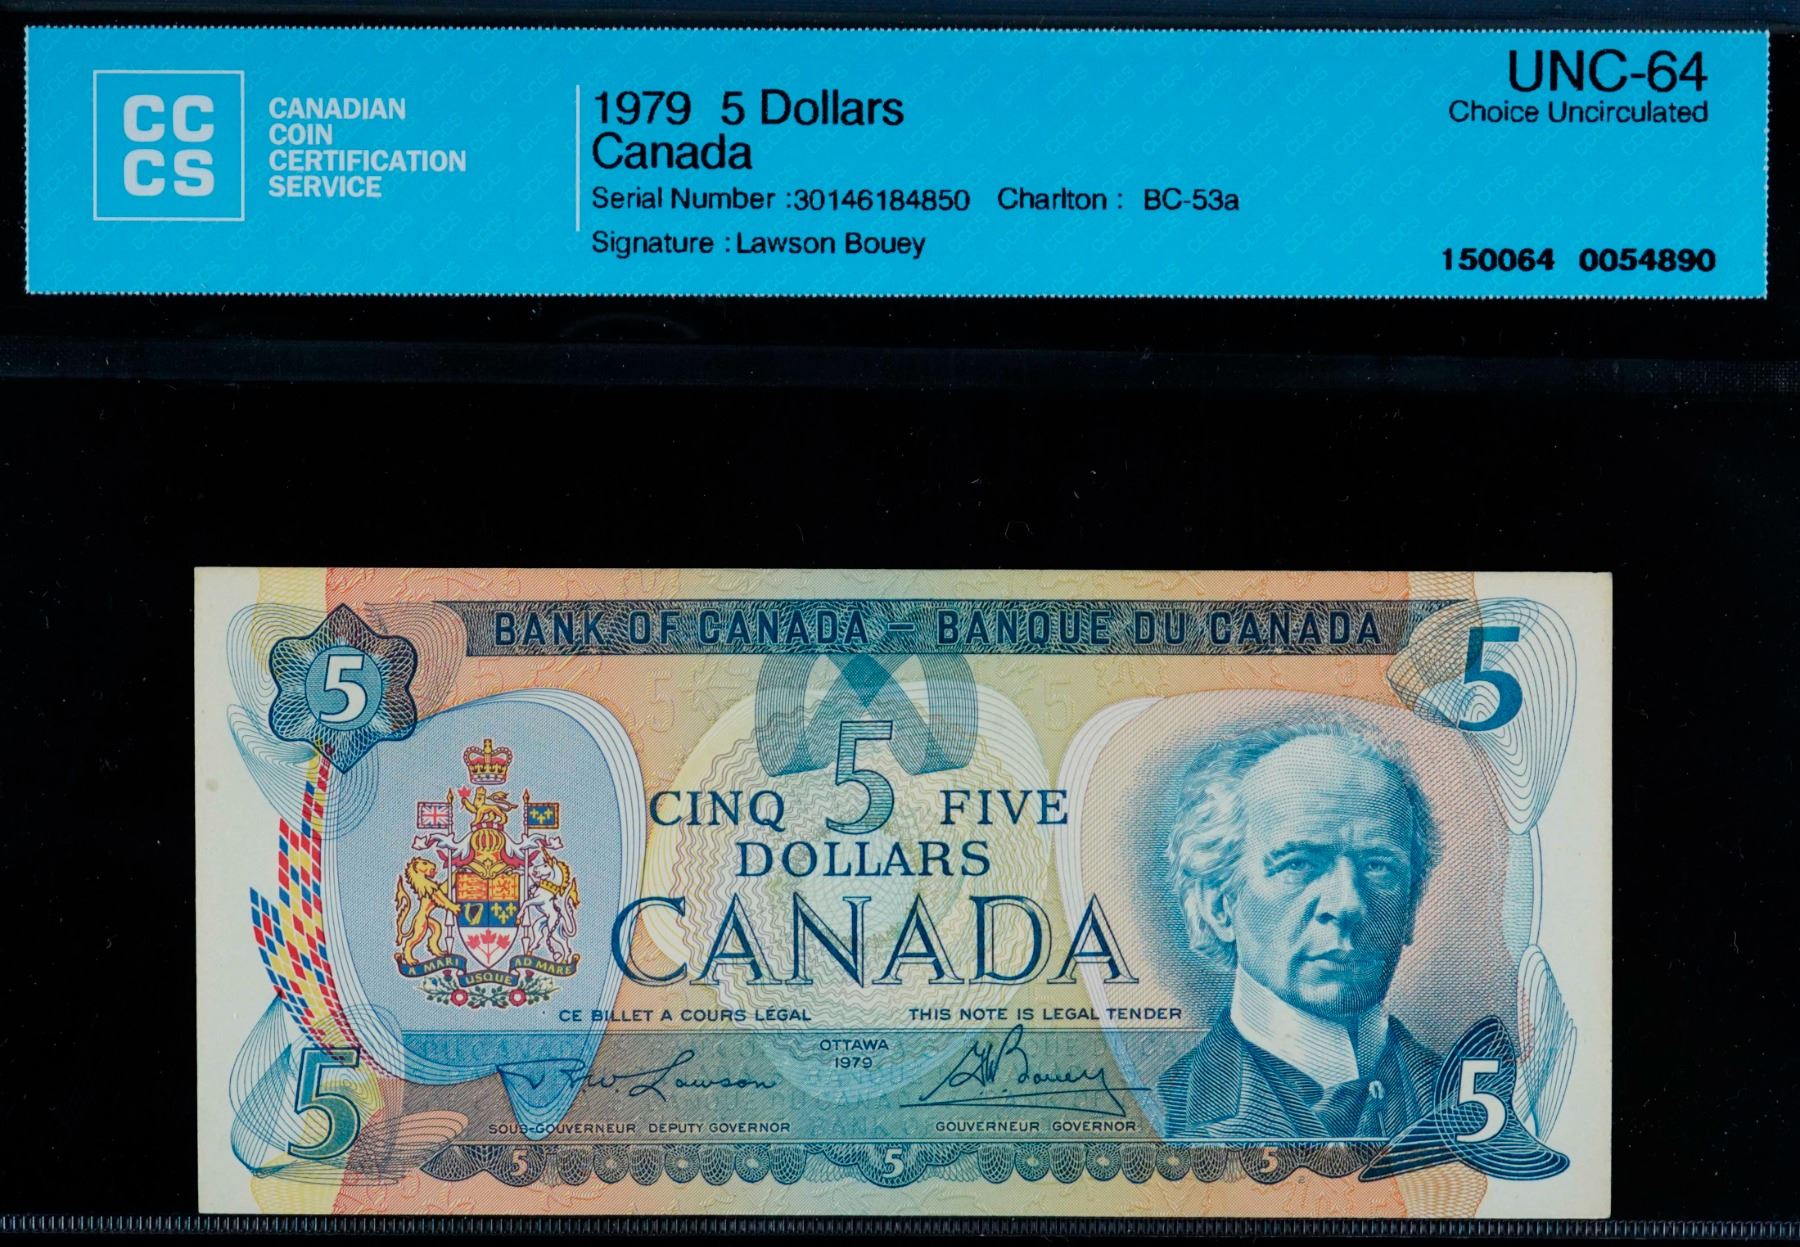 CC
CS
CANADIAN
COIN
CERTIFICATION
SERVICE
1979 5 Dollars
Canada
Serial Number :30146184850 Charlton : BC-53a
Signature : Lawson Bouey
UNC-64
Choice Uncirculated
150064 0054890
BANK OF CANADA – BANQUE DU CANADA
5
5
CINQ 5 FIVE
DOLLARS
CANADA
A MARI USQUE AD MARE
CE BILLET A COURS LÉGAL THIS NOTE IS LEGAL TENDER
OTTAWA
1979
R.W. Lawson
G.K. Bouey
SOUS-GOUVERNEUR DEPUTY GOVERNOR GOUVERNEUR GOVERNOR
5
5
5 5 5